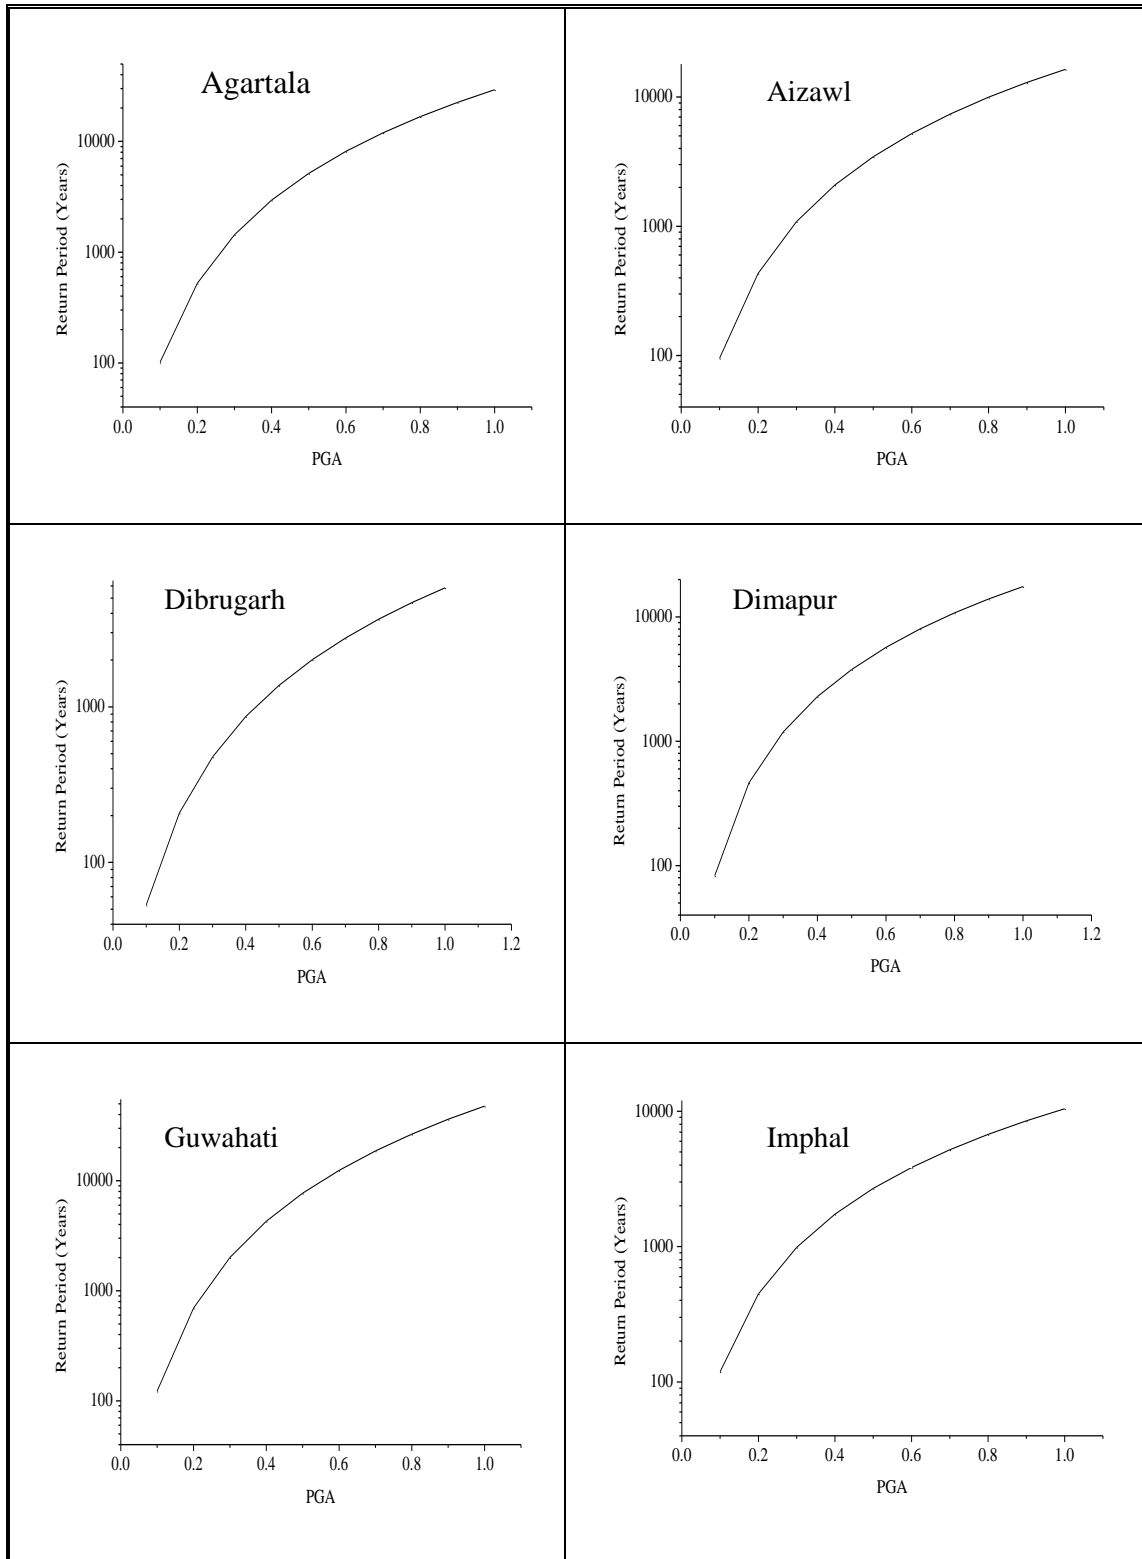 Agartala
Return Period (Years)
10000
1000
100
0.0 0.2 0.4 0.6 0.8 1.0
PGA
Aizawl
Return Period (Years)
10000
1000
100
0.0 0.2 0.4 0.6 0.8 1.0
PGA
Dibrugarh
Return Period (Years)
1000
100
0.0 0.2 0.4 0.6 0.8 1.0 1.2
PGA
Dimapur
Return Period (Years)
10000
1000
100
0.0 0.2 0.4 0.6 0.8 1.0 1.2
PGA
Guwahati
Return Period (Years)
10000
1000
100
0.0 0.2 0.4 0.6 0.8 1.0
PGA
Imphal
Return Period (Years)
10000
1000
100
0.0 0.2 0.4 0.6 0.8 1.0
PGA